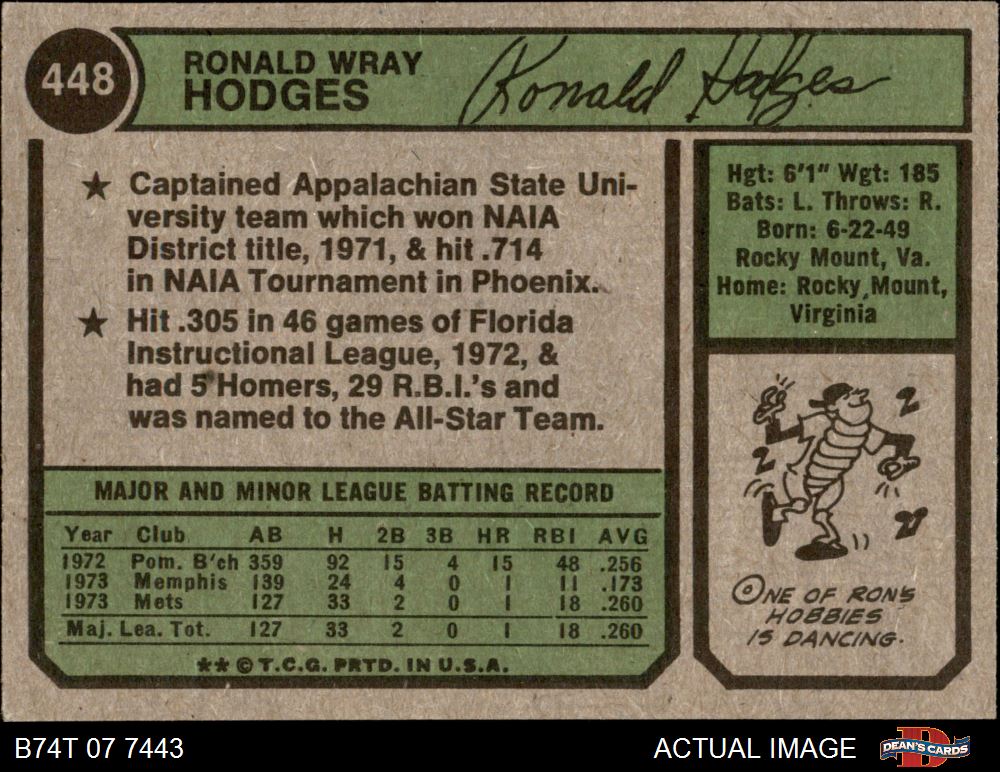 448
RONALD WRAY
HODGES
Ronald Hodges
★ Captained Appalachian State Uni-
versity team which won NAIA
District title, 1971, & hit .714
in NAIA Tournament in Phoenix.
★ Hit .305 in 46 games of Florida
Instructional League, 1972, &
had 5 Homers, 29 R.B.I.'s and
was named to the All-Star Team.
Hgt: 6'1" Wgt: 185
Bats: L. Throws: R.
Born: 6-22-49
Rocky Mount, Va.
Home: Rocky Mount,
Virginia
MAJOR AND MINOR LEAGUE BATTING RECORD
Year Club AB H 2B 3B HR RBI AVG
1972 Pom. B'ch 359 92 15 4 15 48 .256
1973 Memphis 139 24 4 0 1 11 .173
1973 Mets 127 33 2 0 1 18 .260
Maj. Lea. Tot. 127 33 2 0 1 18 .260
★★ © T.C.G. PRTD. IN U.S.A.
ONE OF RON'S
HOBBIES
IS DANCING.
B74T 07 7443
ACTUAL IMAGE
D
DEAN'S CARDS